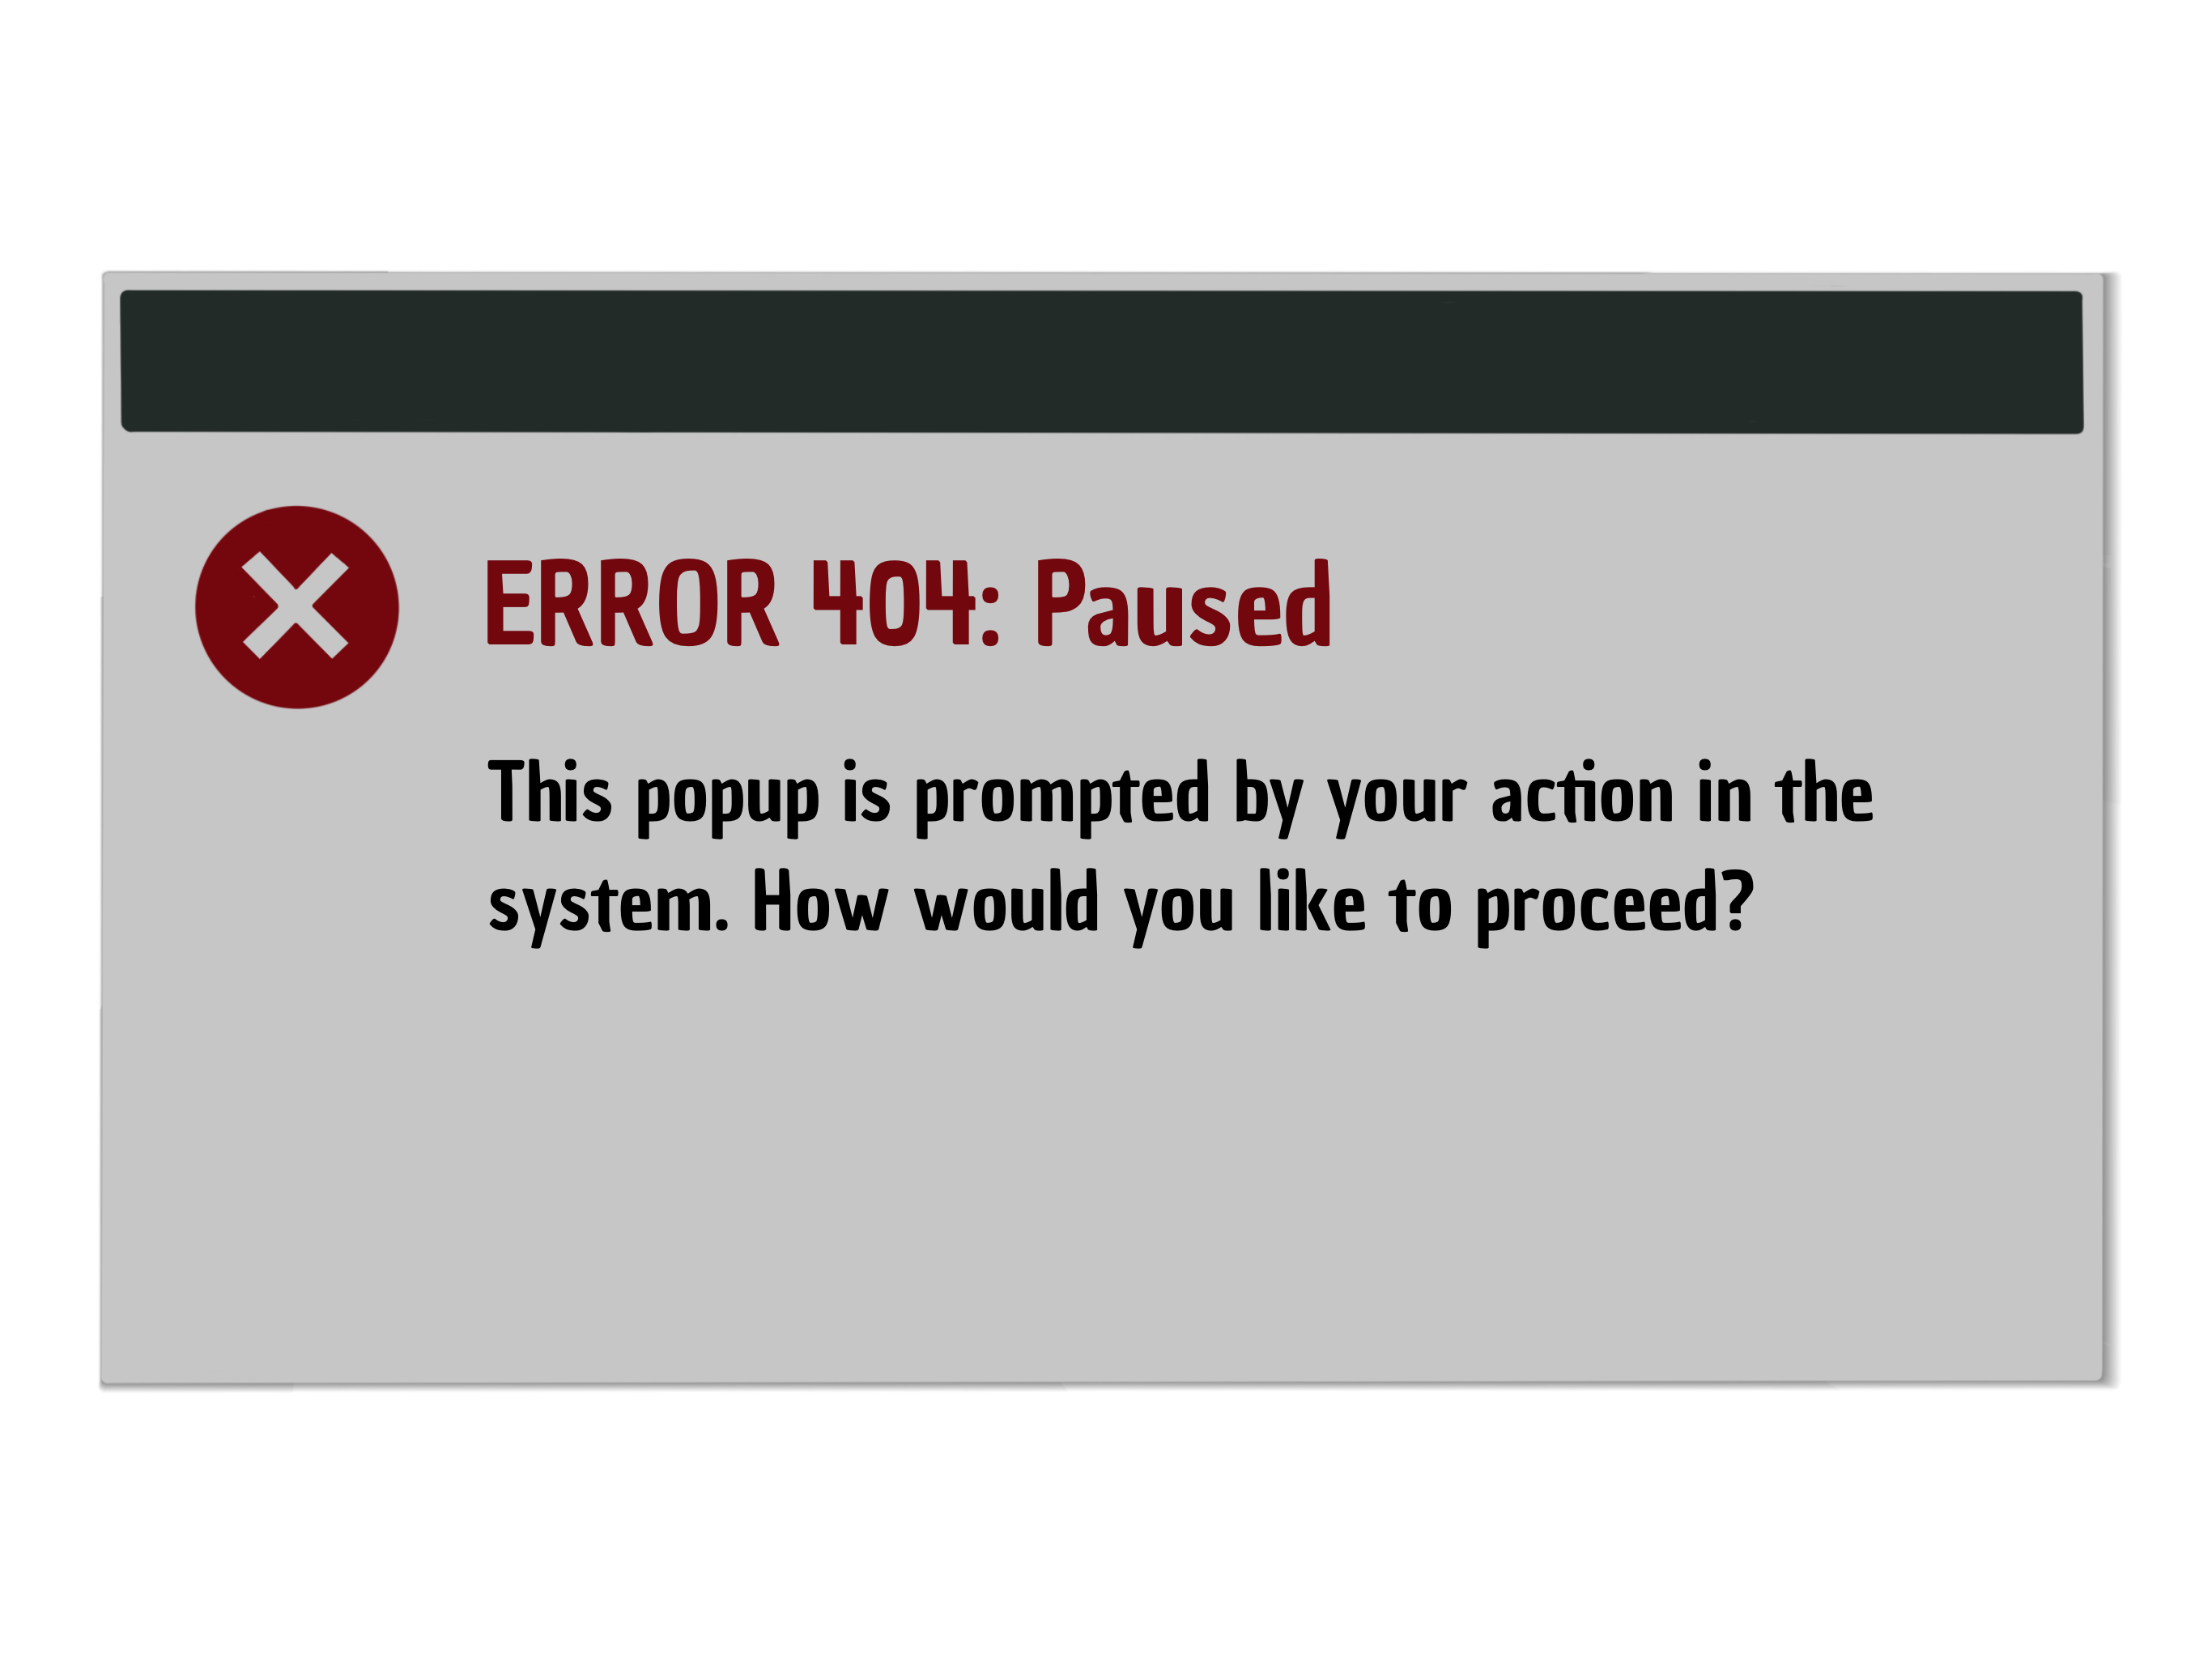 ERROR 404: Paused
This popup is prompted by your action in the
system. How would you like to proceed?